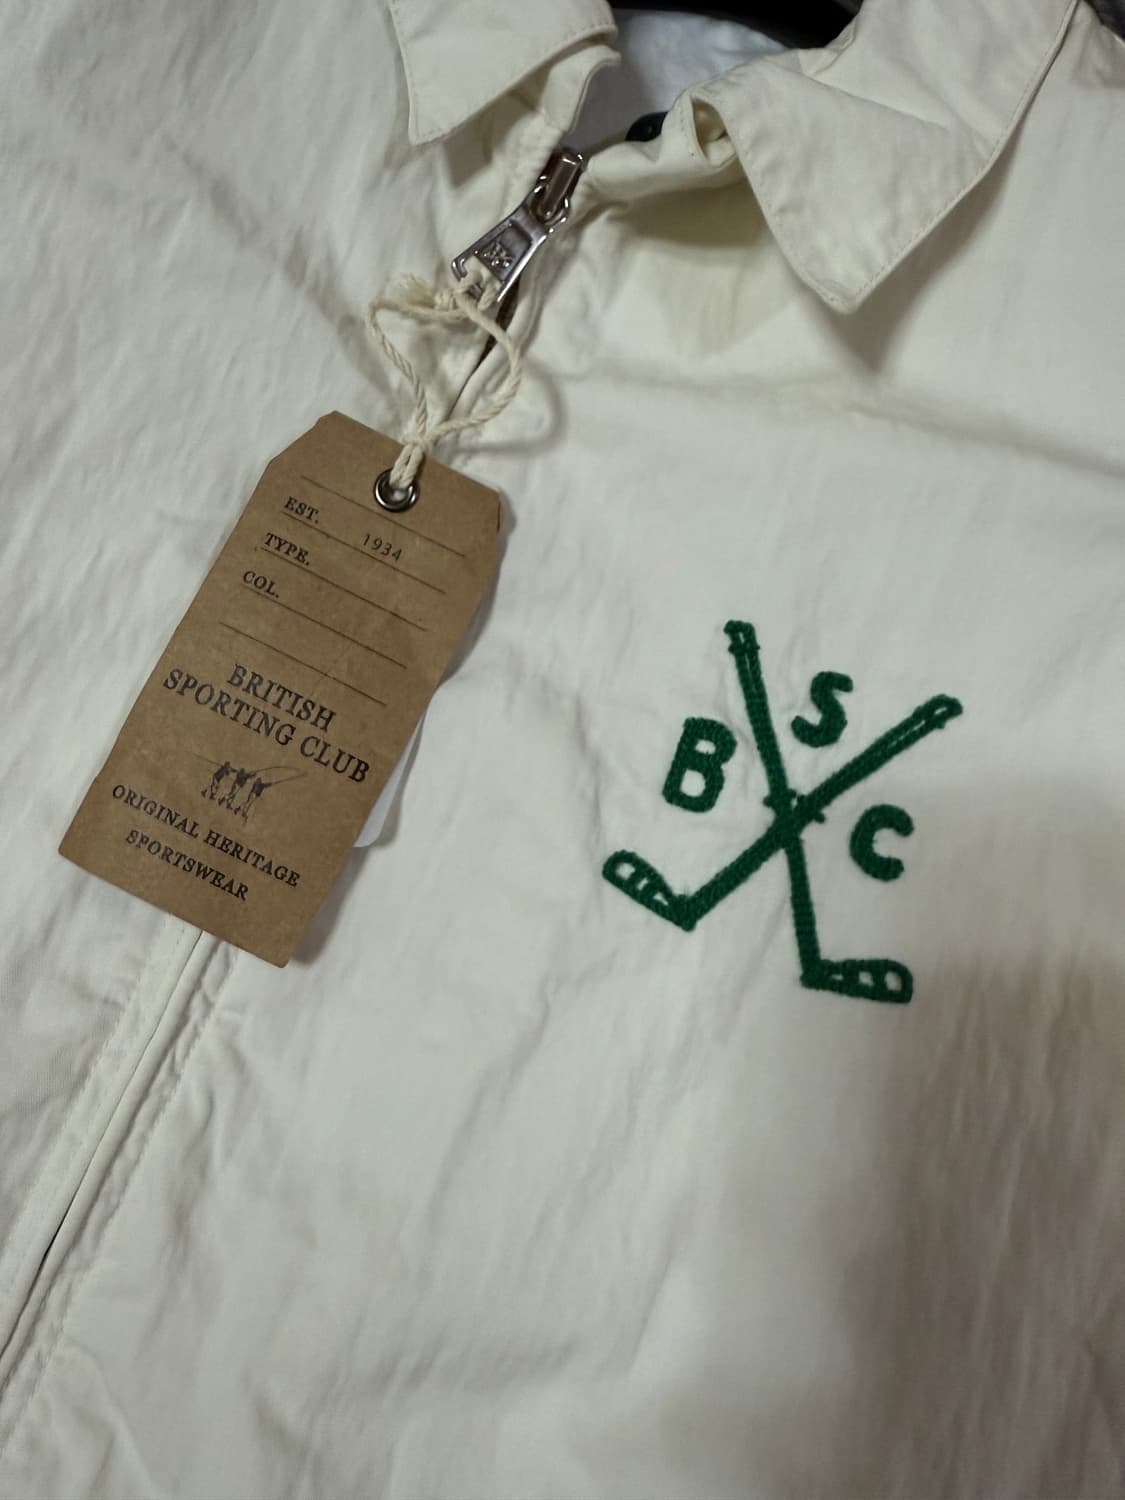 EST. 1934
TYPE.
COL.
BRITISH
SPORTING CLUB
ORIGINAL HERITAGE
SPORTSWEAR
B S C